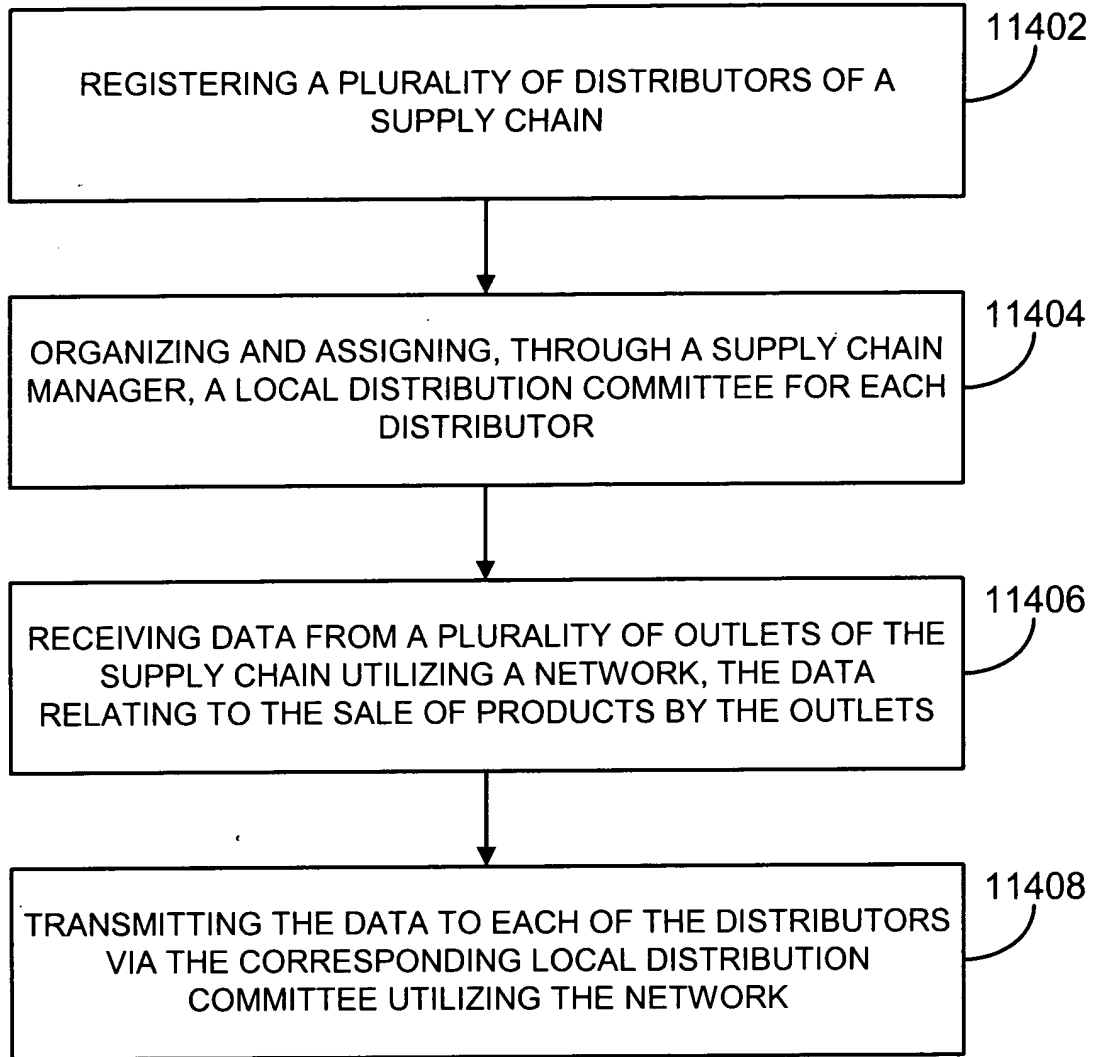 11402
REGISTERING A PLURALITY OF DISTRIBUTORS OF A
SUPPLY CHAIN
11404
ORGANIZING AND ASSIGNING, THROUGH A SUPPLY CHAIN
MANAGER, A LOCAL DISTRIBUTION COMMITTEE FOR EACH
DISTRIBUTOR
11406
RECEIVING DATA FROM A PLURALITY OF OUTLETS OF THE
SUPPLY CHAIN UTILIZING A NETWORK, THE DATA
RELATING TO THE SALE OF PRODUCTS BY THE OUTLETS
11408
TRANSMITTING THE DATA TO EACH OF THE DISTRIBUTORS
VIA THE CORRESPONDING LOCAL DISTRIBUTION
COMMITTEE UTILIZING THE NETWORK